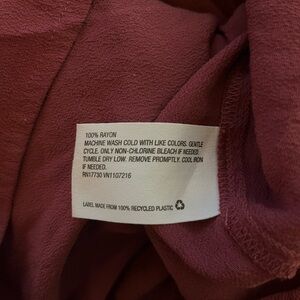 100% RAYON
MACHINE WASH COLD WITH LIKE COLORS. GENTLE
CYCLE. ONLY NON-CHLORINE BLEACH IF NEEDED.
TUMBLE DRY LOW. REMOVE PROMPTLY. COOL IRON
IF NEEDED.
RN17730 VN1107216
LABEL MADE FROM 100% RECYCLED PLASTIC